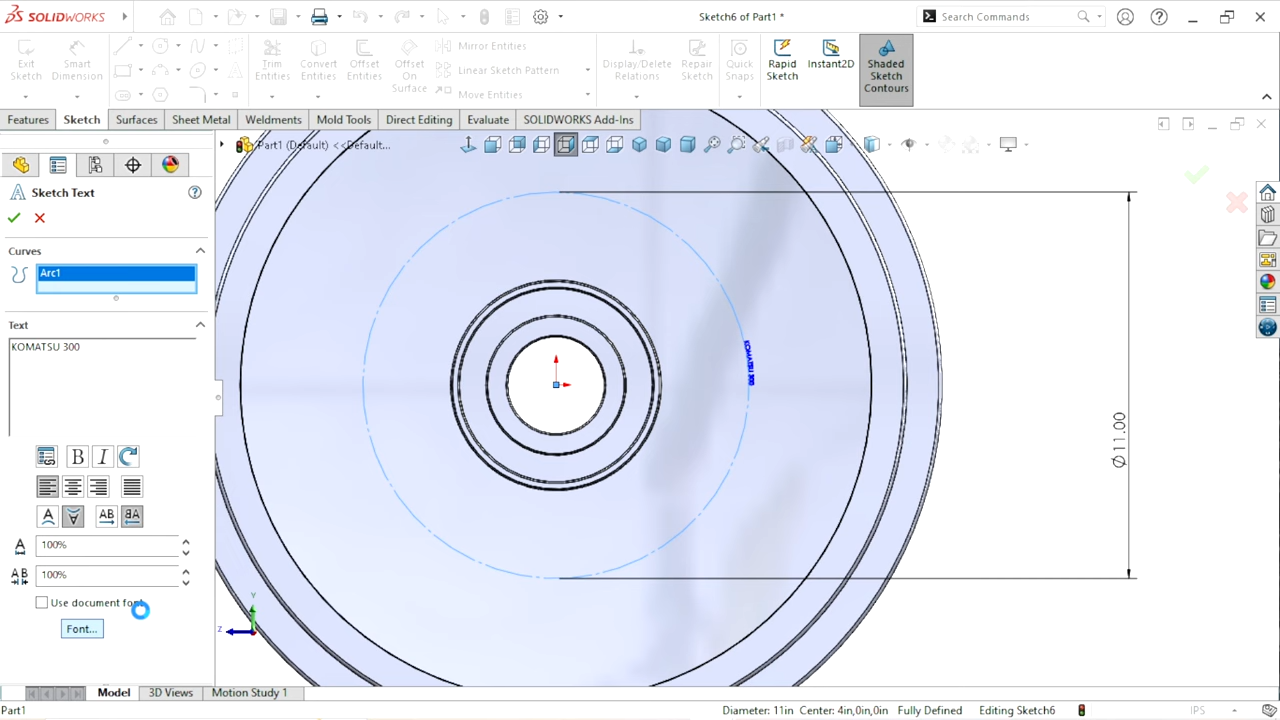 SOLIDWORKS
Sketch6 of Part1 *
Search Commands
Exit Sketch
Smart Dimension
Trim Entities
Convert Entities
Offset Entities
Offset On Surface
Mirror Entities
Linear Sketch Pattern
Move Entities
Display/Delete Relations
Repair Sketch
Quick Snaps
Rapid Sketch
Instant2D
Shaded Sketch Contours
Features
Sketch
Surfaces
Sheet Metal
Weldments
Mold Tools
Direct Editing
Evaluate
SOLIDWORKS Add-Ins
Part1 (Default) <<Default...
Sketch Text
Curves
Arc1
Text
KOMATSU 300
KOMATSU 300
Ø11.00
B I
100%
100%
Use document font
Font...
Y
Z
Model
3D Views
Motion Study 1
Part1
Diameter: 11in Center: 4in,0in,0in
Fully Defined
Editing Sketch6
IPS